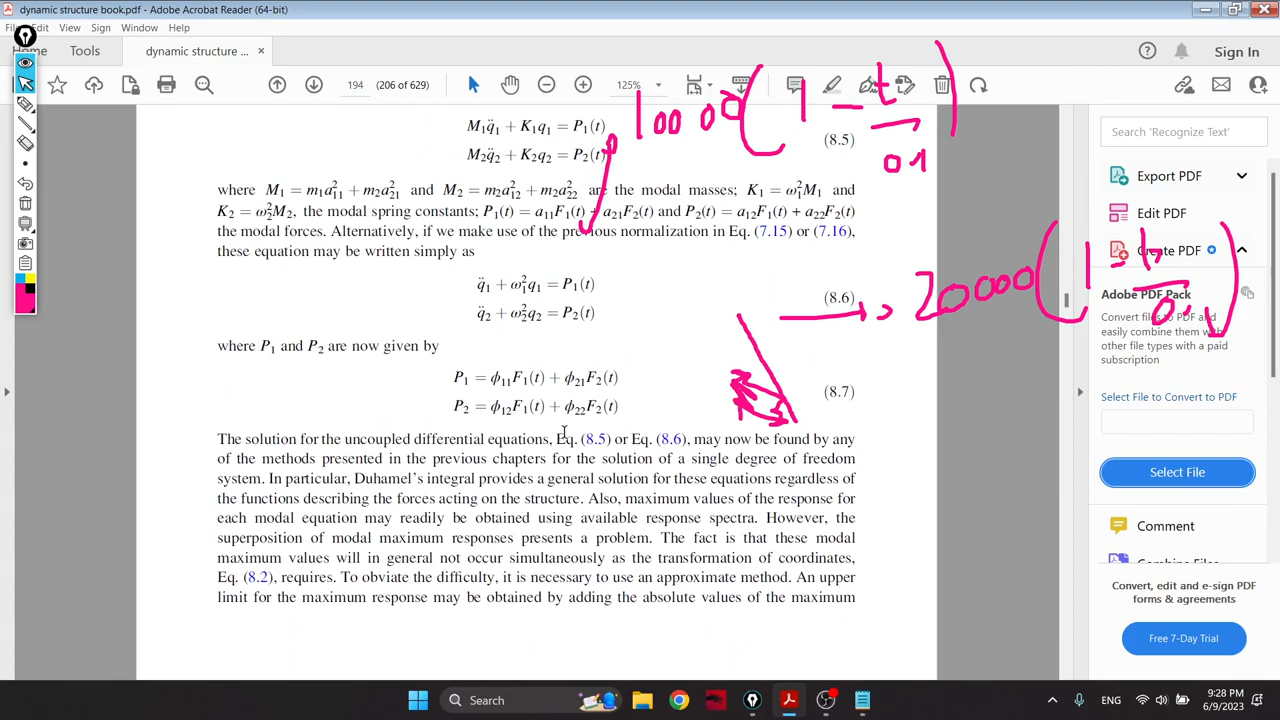 dynamic structure book.pdf - Adobe Acrobat Reader (64-bit)
File Edit View Sign Window Help
Home Tools dynamic structure ... × Sign In
194 (206 of 629) 125%
10000(1 - t/0.1)
M₁q̈₁ + K₁q₁ = P₁(t)
M₂q̈₂ + K₂q₂ = P₂(t) (8.5)
where M₁ = m₁a²₁₁ + m₂a²₂₁ and M₂ = m₂a²₁₂ + m₂a²₂₂ are the modal masses; K₁ = ω²₁M₁ and
K₂ = ω²₂M₂, the modal spring constants; P₁(t) = a₁₁F₁(t) + a₂₁F₂(t) and P₂(t) = a₁₂F₁(t) + a₂₂F₂(t)
the modal forces. Alternatively, if we make use of the previous normalization in Eq. (7.15) or (7.16),
these equation may be written simply as
q̈₁ + ω²₁q₁ = P₁(t)
q̈₂ + ω²₂q₂ = P₂(t) (8.6)
20000
where P₁ and P₂ are now given by
P₁ = ϕ₁₁F₁(t) + ϕ₂₁F₂(t)
P₂ = ϕ₁₂F₁(t) + ϕ₂₂F₂(t) (8.7)
The solution for the uncoupled differential equations, Eq. (8.5) or Eq. (8.6), may now be found by any
of the methods presented in the previous chapters for the solution of a single degree of freedom
system. In particular, Duhamel's integral provides a general solution for these equations regardless of
the functions describing the forces acting on the structure. Also, maximum values of the response for
each modal equation may readily be obtained using available response spectra. However, the
superposition of modal maximum responses presents a problem. The fact is that these modal
maximum values will in general not occur simultaneously as the transformation of coordinates,
Eq. (8.2), requires. To obviate the difficulty, it is necessary to use an approximate method. An upper
limit for the maximum response may be obtained by adding the absolute values of the maximum
Search 'Recognize Text'
Export PDF
Edit PDF
Create PDF
Adobe PDF Pack
Convert files to PDF and
easily combine them with
other file types with a paid
subscription
Select File to Convert to PDF
Select File
Comment
Combine Files
Convert, edit and e-sign PDF
forms & agreements
Free 7-Day Trial
Search
ENG
9:28 PM
6/9/2023